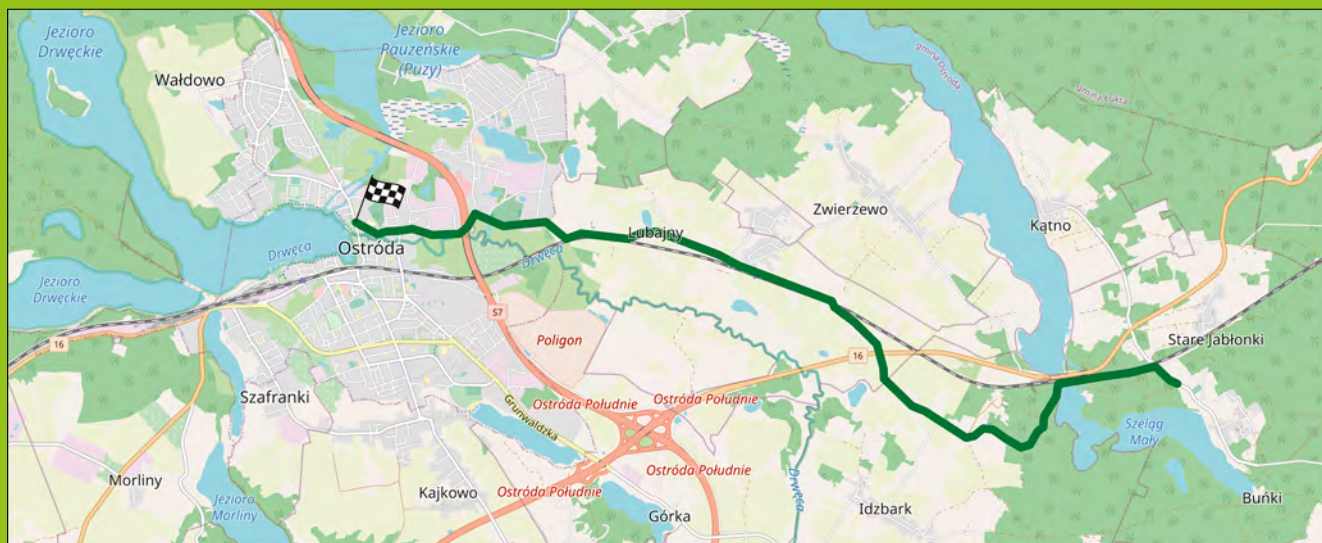 Jezioro
Drwęckie
Wałdowo
Jezioro
Pauzeńskie
(Puzy)
gmina Ostróda
gmina Łukta
Zwierzewo
Kątno
Lubajny
Ostróda
Drwęca
Drwęca
Jezioro
Drwęckie
S7
Poligon
16
16
Stare Jabłonki
Szafranki
Grunwaldzka
Ostróda Południe
Ostróda Południe
Szeląg
Mały
Ostróda Południe
Ostróda Południe
Drwęca
Morliny
Jezioro
Morliny
Kajkowo
Górka
Idzbark
Buńki